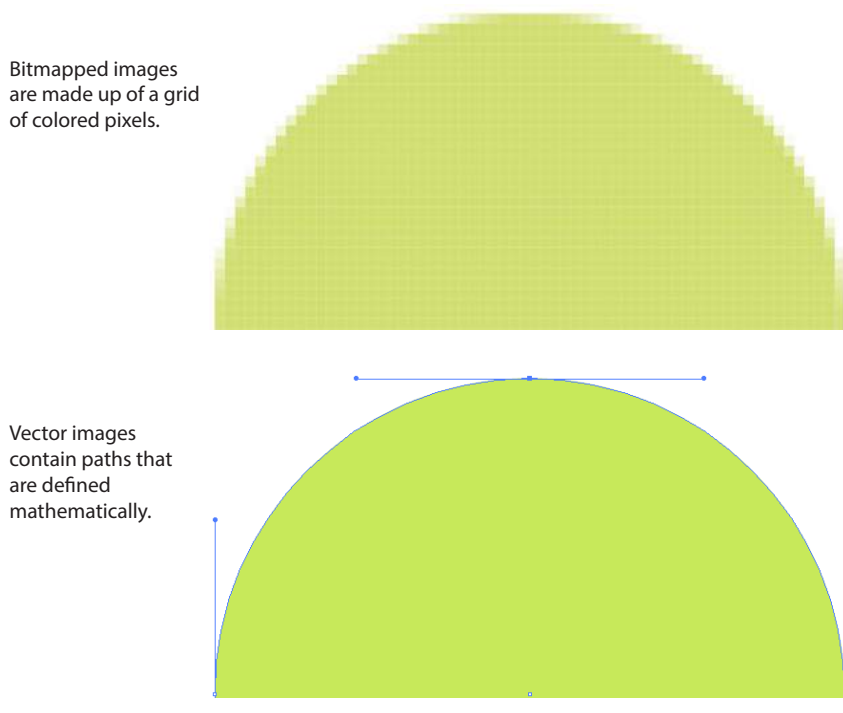 Bitmapped images
are made up of a grid
of colored pixels.
Vector images
contain paths that
are defined
mathematically.